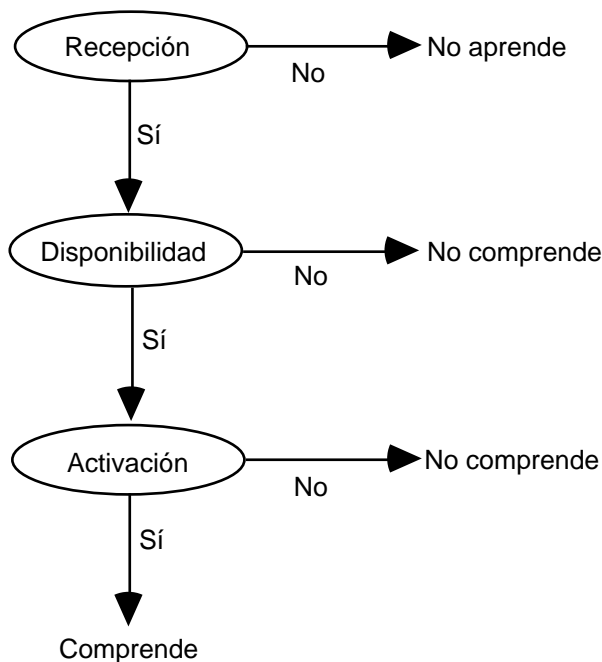 Recepción
No aprende
No
Sí
Disponibilidad
No comprende
No
Sí
Activación
No comprende
No
Sí
Comprende